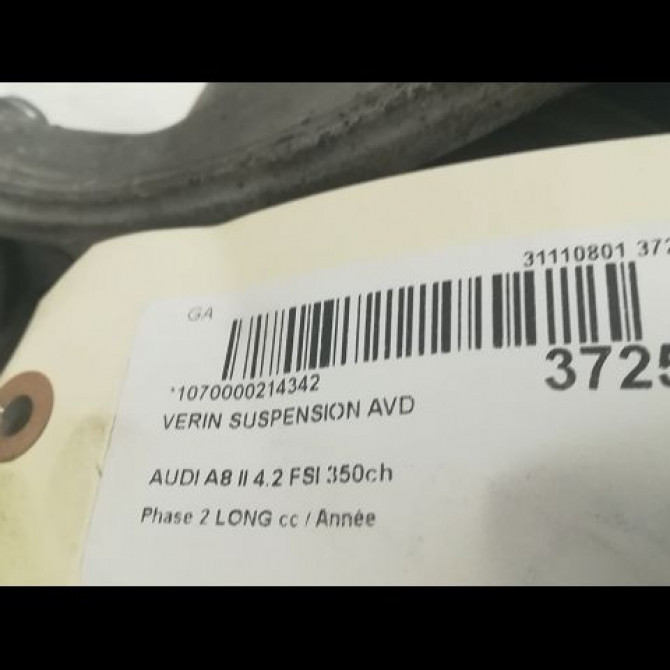 31110801 372
GA
*1070000214342
3725
VERIN SUSPENSION AVD
AUDI A8 II 4.2 FSI 350ch
Phase 2 LONG cc / Année